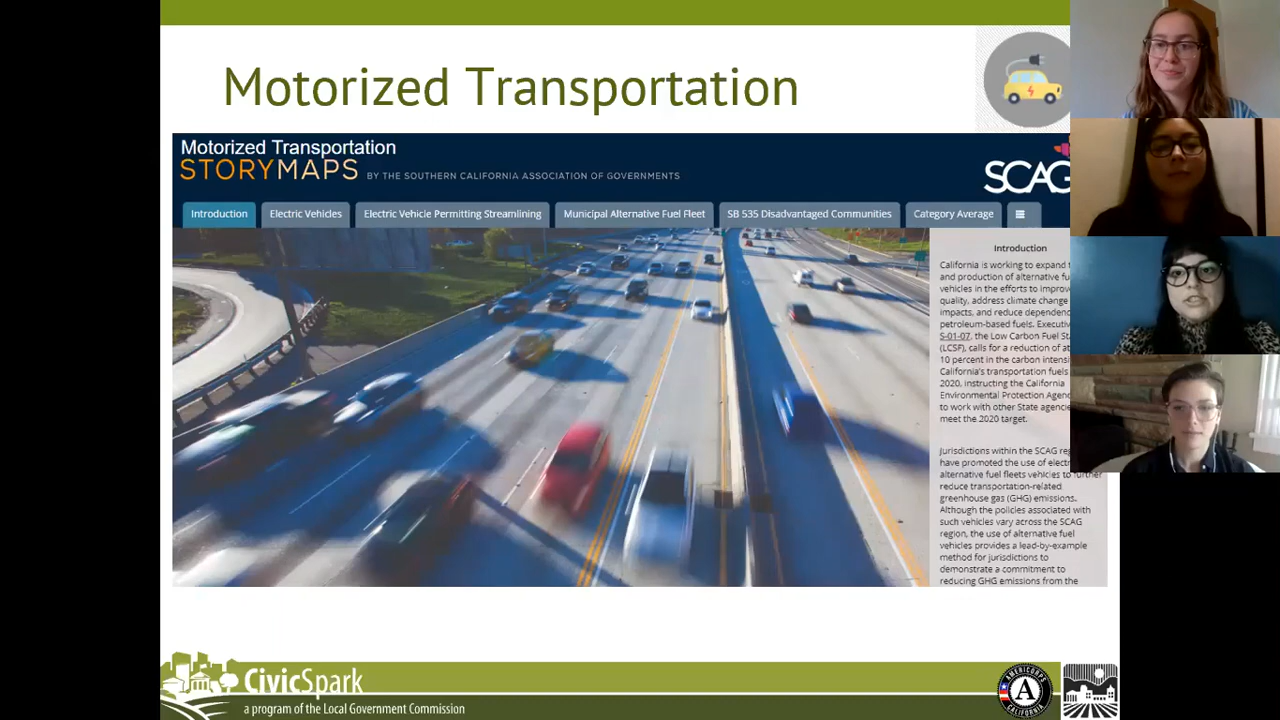 Motorized Transportation
Motorized Transportation
STORYMAPS BY THE SOUTHERN CALIFORNIA ASSOCIATION OF GOVERNMENTS
SCAG
Introduction
Electric Vehicles
Electric Vehicle Permitting Streamlining
Municipal Alternative Fuel Fleet
SB 535 Disadvantaged Communities
Category Average
Introduction
California is working to expand
and production of alternative
vehicles in the efforts to
quality, address climate change
impacts, and reduce
petroleum-based fuels.
S-01-07, the Low Carbon Fuel
(LCSF), calls for a reduction of
10 percent in the carbon
California's transportation fuels
2020, instructing the California
Environmental Protection
to work with other State
meet the 2020 target.
Jurisdictions within the SCAG
have promoted the use of
alternative fuel fleets vehicles to further
reduce transportation-related
greenhouse gas (GHG) emissions.
Although the policies associated with
such vehicles vary across the SCAG
region, the use of alternative fuel
vehicles provides a lead-by-example
method for jurisdictions to
demonstrate a commitment to
reducing GHG emissions from the
CivicSpark
a program of the Local Government Commission
AMERICORPS
A
CALIFORNIA